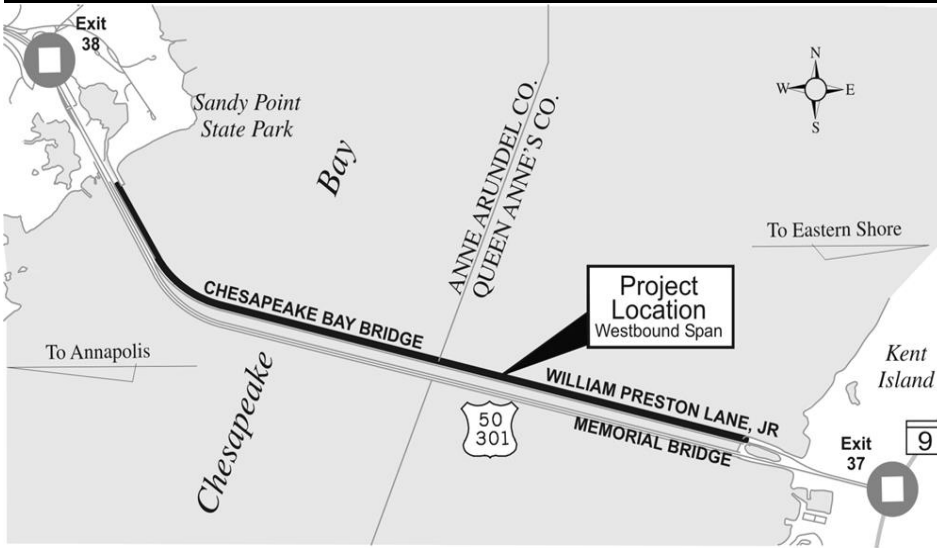 Exit
38
Sandy Point
State Park
Bay
ANNE ARUNDEL CO.
QUEEN ANNE'S CO.
N
W
E
S
To Eastern Shore
Project
Location
Westbound Span
CHESAPEAKE BAY BRIDGE
To Annapolis
Chesapeake
50
301
WILLIAM PRESTON LANE, JR
MEMORIAL BRIDGE
Kent
Island
9
Exit
37